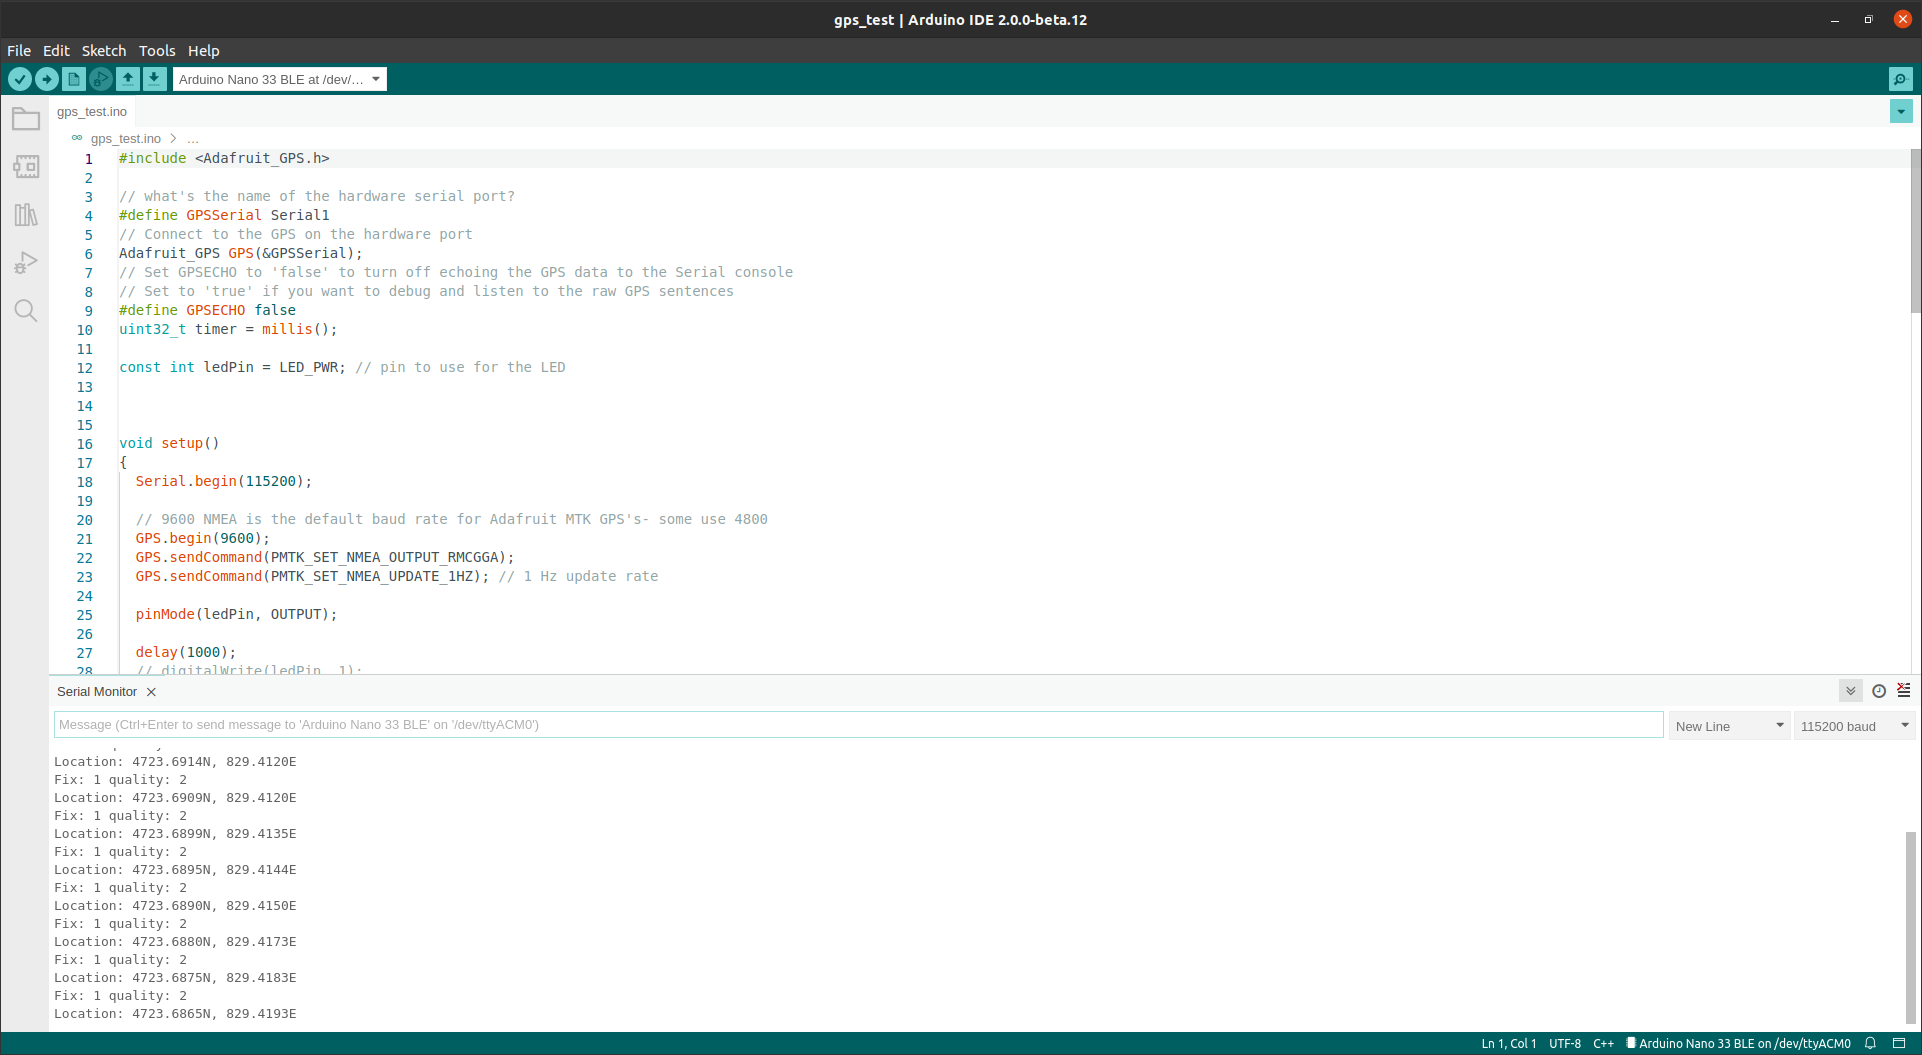 gps_test | Arduino IDE 2.0.0-beta.12
File Edit Sketch Tools Help
Arduino Nano 33 BLE at /dev/...
gps_test.ino
gps_test.ino > ...
1 #include <Adafruit_GPS.h>
2
3 // what's the name of the hardware serial port?
4 #define GPSSerial Serial1
5 // Connect to the GPS on the hardware port
6 Adafruit_GPS GPS(&GPSSerial);
7 // Set GPSECHO to 'false' to turn off echoing the GPS data to the Serial console
8 // Set to 'true' if you want to debug and listen to the raw GPS sentences
9 #define GPSECHO false
10 uint32_t timer = millis();
11
12 const int ledPin = LED_PWR; // pin to use for the LED
13
14
15
16 void setup()
17 {
18 Serial.begin(115200);
19
20 // 9600 NMEA is the default baud rate for Adafruit MTK GPS's- some use 4800
21 GPS.begin(9600);
22 GPS.sendCommand(PMTK_SET_NMEA_OUTPUT_RMCGGA);
23 GPS.sendCommand(PMTK_SET_NMEA_UPDATE_1HZ); // 1 Hz update rate
24
25 pinMode(ledPin, OUTPUT);
26
27 delay(1000);
28 // digitalWrite(ledPin, 1);
Serial Monitor
Message (Ctrl+Enter to send message to 'Arduino Nano 33 BLE' on '/dev/ttyACM0')
New Line
115200 baud
Location: 4723.6914N, 829.4120E
Fix: 1 quality: 2
Location: 4723.6909N, 829.4120E
Fix: 1 quality: 2
Location: 4723.6899N, 829.4135E
Fix: 1 quality: 2
Location: 4723.6895N, 829.4144E
Fix: 1 quality: 2
Location: 4723.6890N, 829.4150E
Fix: 1 quality: 2
Location: 4723.6880N, 829.4173E
Fix: 1 quality: 2
Location: 4723.6875N, 829.4183E
Fix: 1 quality: 2
Location: 4723.6865N, 829.4193E
Ln 1, Col 1 UTF-8 C++ Arduino Nano 33 BLE on /dev/ttyACM0